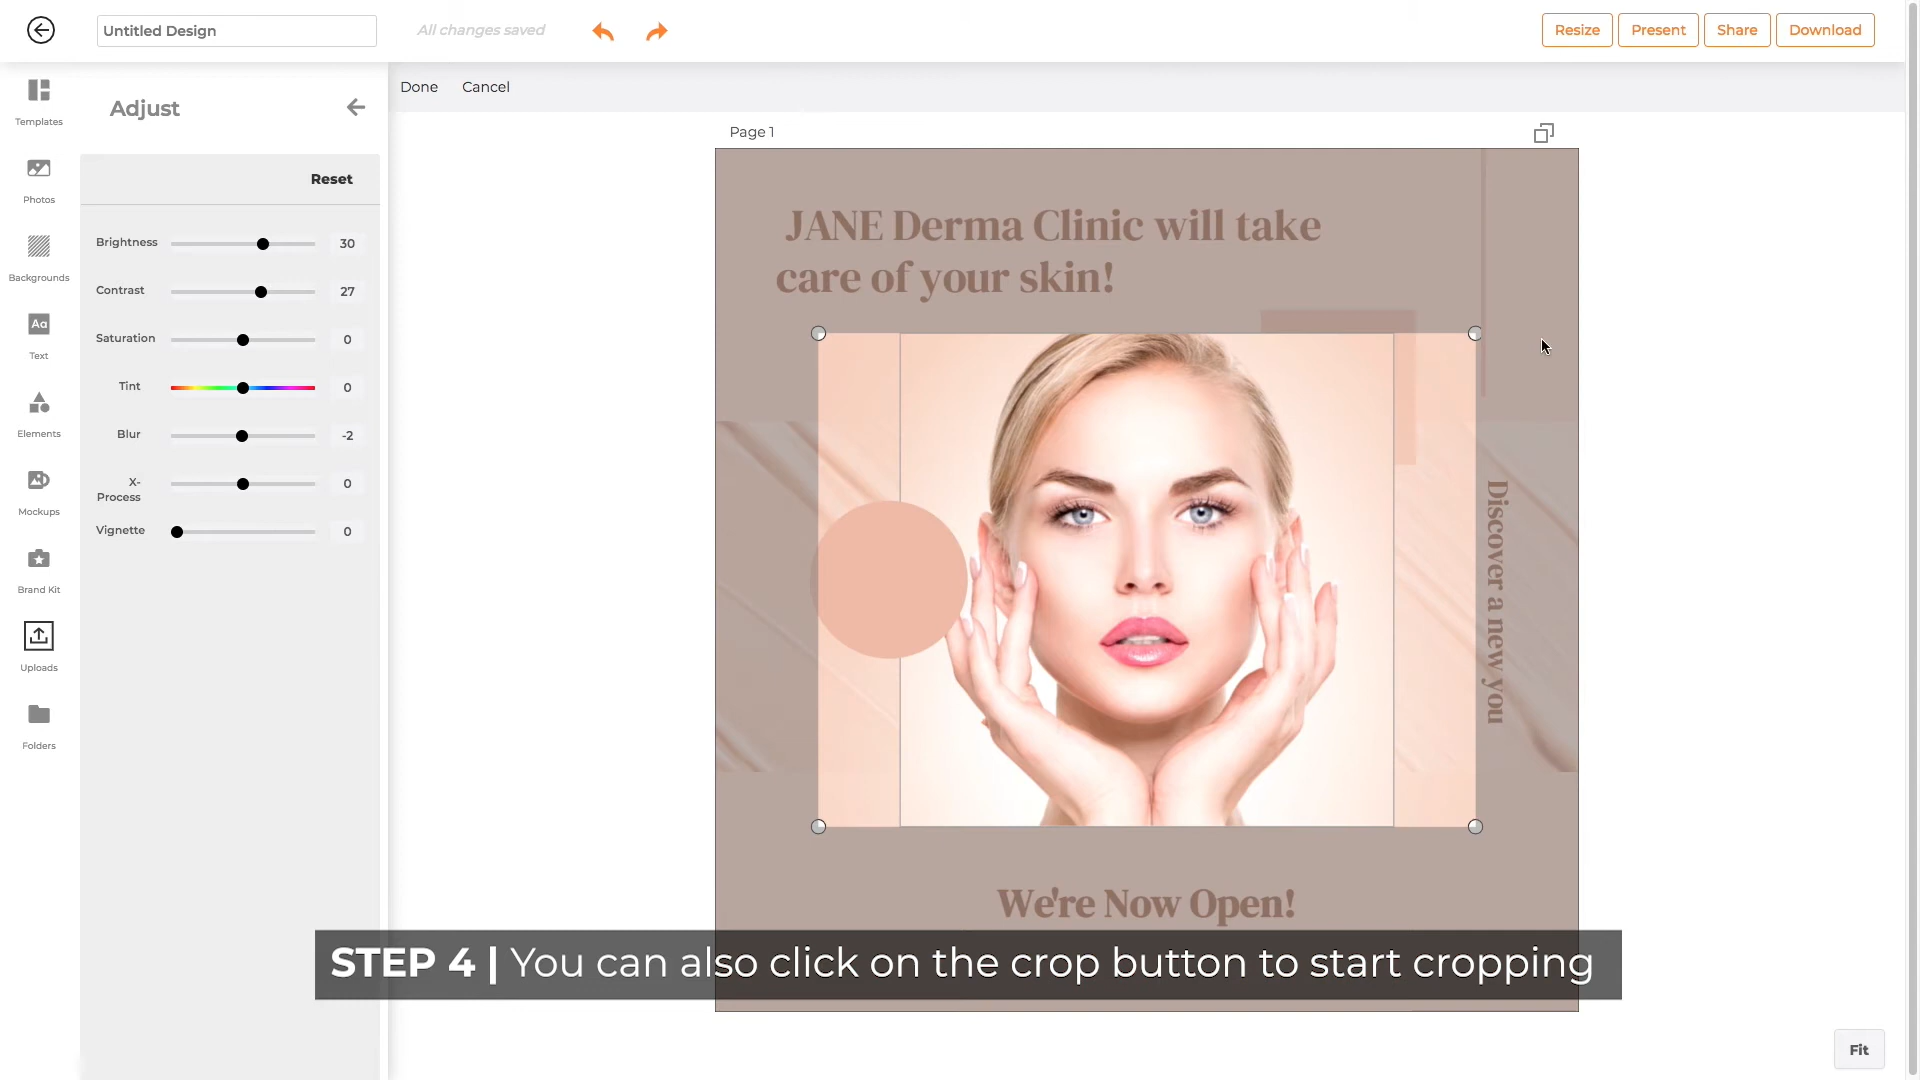 Untitled Design
All changes saved
Resize
Present
Share
Download
Templates
Photos
Backgrounds
Aa
Text
Elements
Mockups
Brand Kit
Uploads
Folders
Adjust
Reset
Brightness 30
Contrast 27
Saturation 0
Tint 0
Blur -2
X-
Process 0
Vignette 0
Done Cancel
Page 1
JANE Derma Clinic will take
care of your skin!
Discover a new you
We're Now Open!
STEP 4 | You can also click on the crop button to start cropping
Fit